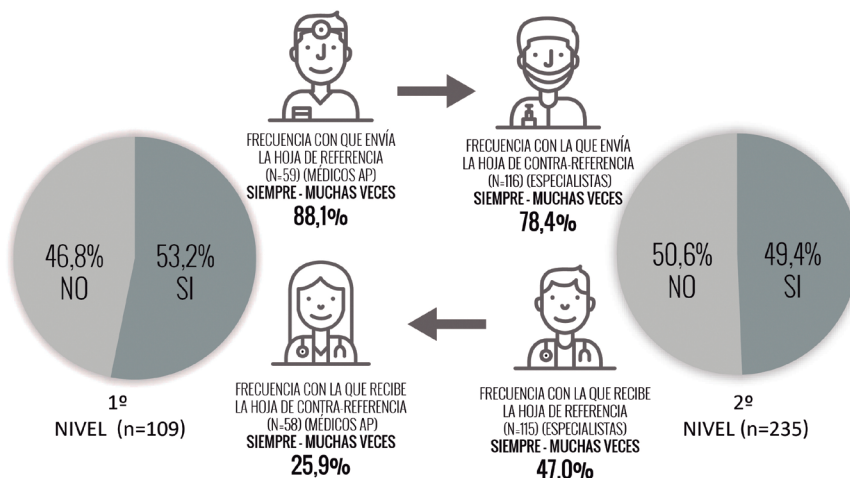 FRECUENCIA CON QUE ENVÍA
LA HOJA DE REFERENCIA
(N=59) (MÉDICOS AP)
SIEMPRE - MUCHAS VECES
88,1%
FRECUENCIA CON LA QUE ENVÍA
LA HOJA DE CONTRA-REFERENCIA
(N=116) (ESPECIALISTAS)
SIEMPRE - MUCHAS VECES
78,4%
46,8%
NO
53,2%
SI
50,6%
NO
49,4%
SI
1º
NIVEL (n=109)
FRECUENCIA CON LA QUE RECIBE
LA HOJA DE CONTRA-REFERENCIA
(N=58) (MÉDICOS AP)
SIEMPRE - MUCHAS VECES
25,9%
FRECUENCIA CON LA QUE RECIBE
LA HOJA DE REFERENCIA
(N=115) (ESPECIALISTAS)
SIEMPRE - MUCHAS VECES
47,0%
2º
NIVEL (n=235)